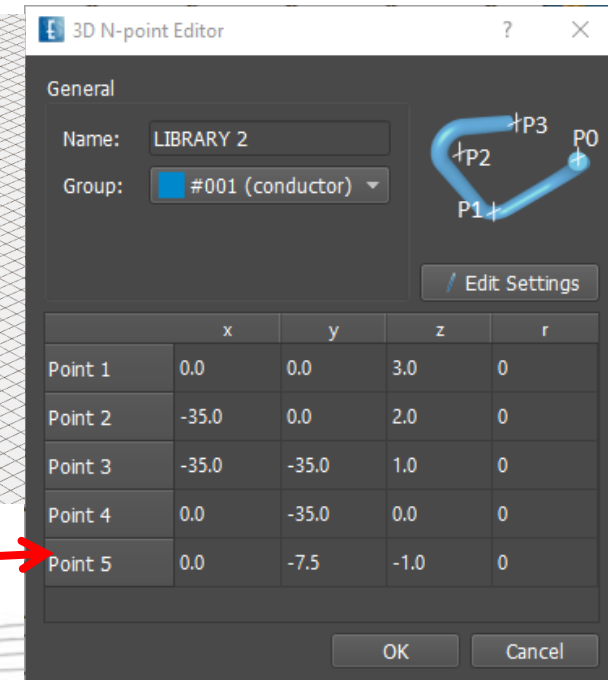 3D N-point Editor ? ×
General
Name: LIBRARY 2
Group: #001 (conductor)
P3
P0
P2
P1
Edit Settings
x y z r
Point 1 0.0 0.0 3.0 0
Point 2 -35.0 0.0 2.0 0
Point 3 -35.0 -35.0 1.0 0
Point 4 0.0 -35.0 0.0 0
Point 5 0.0 -7.5 -1.0 0
OK Cancel